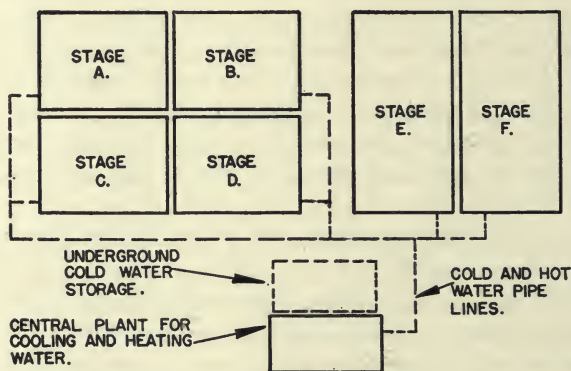 STAGE
A.
STAGE
B.
STAGE
C.
STAGE
D.
STAGE
E.
STAGE
F.
UNDERGROUND
COLD WATER
STORAGE.
COLD AND HOT
WATER PIPE
LINES.
CENTRAL PLANT FOR
COOLING AND HEATING
WATER.